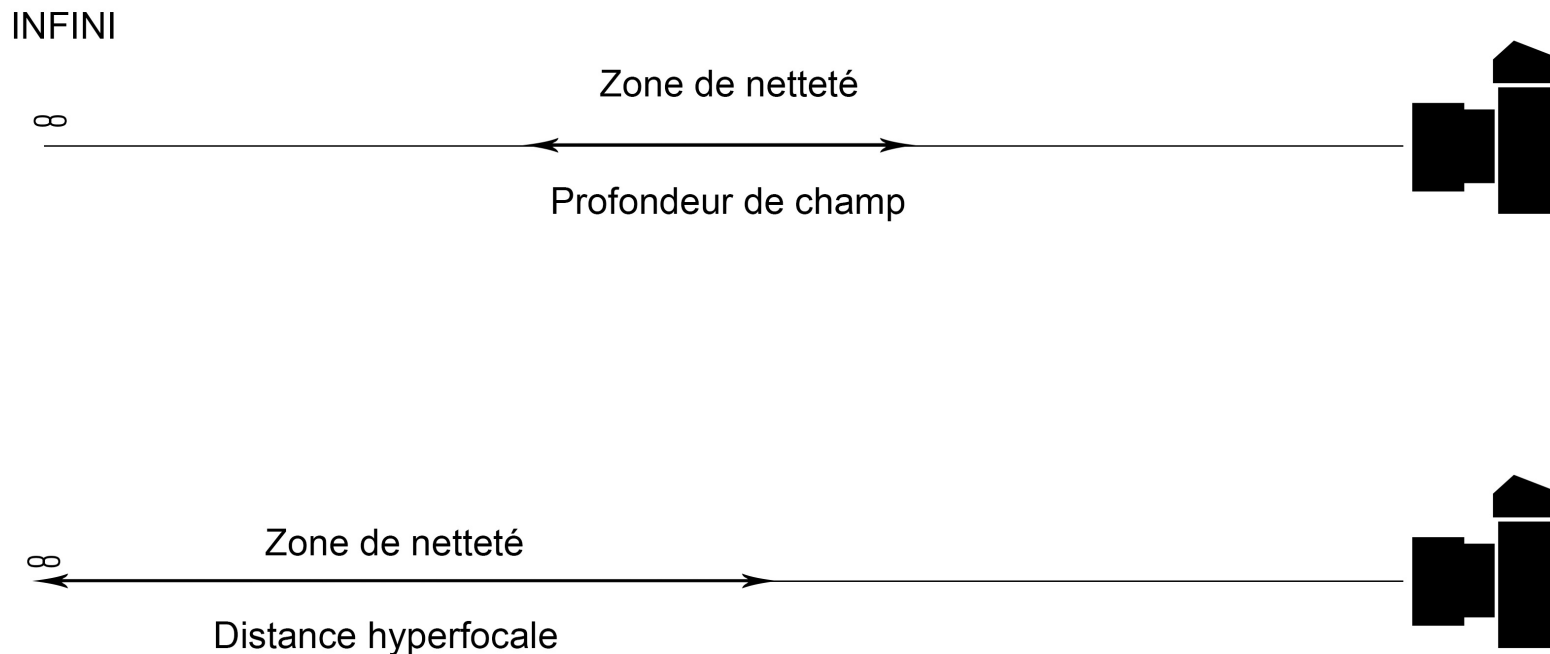 INFINI
Zone de netteté
∞
Profondeur de champ
Zone de netteté
∞
Distance hyperfocale